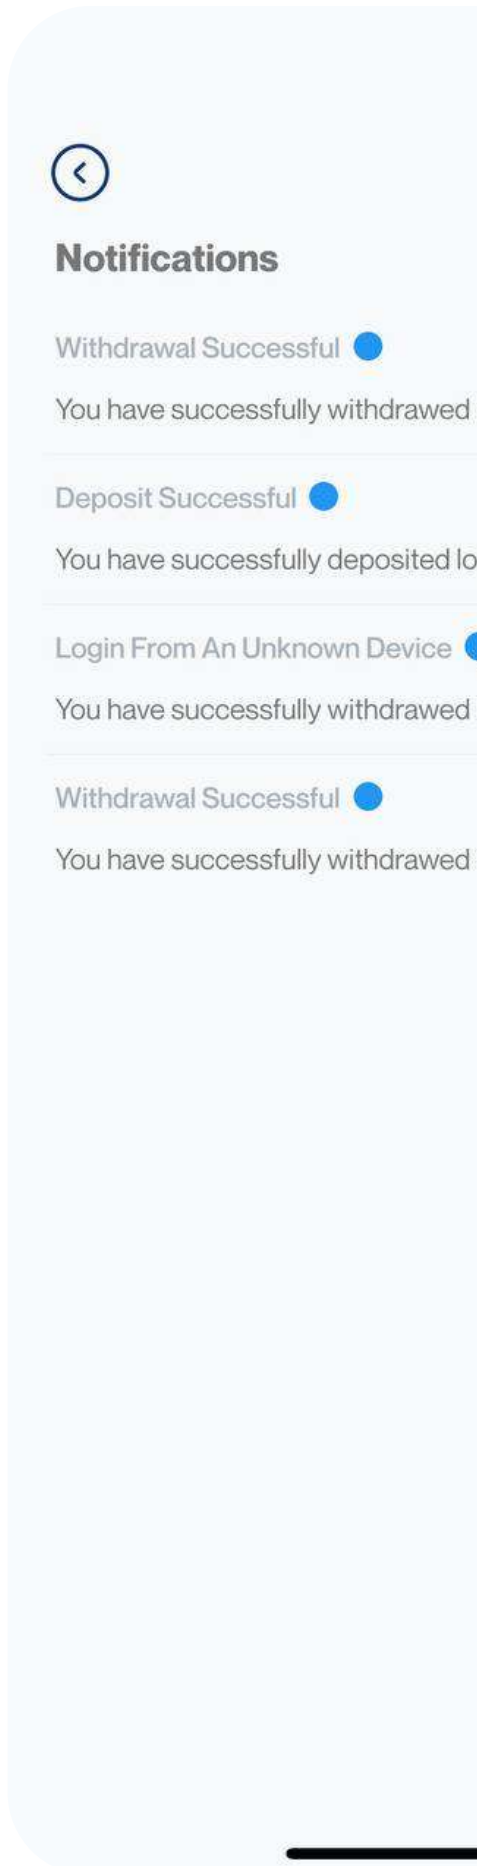 Notifications
Withdrawal Successful
You have successfully withdrawed
Deposit Successful
You have successfully deposited lo
Login From An Unknown Device
You have successfully withdrawed
Withdrawal Successful
You have successfully withdrawed